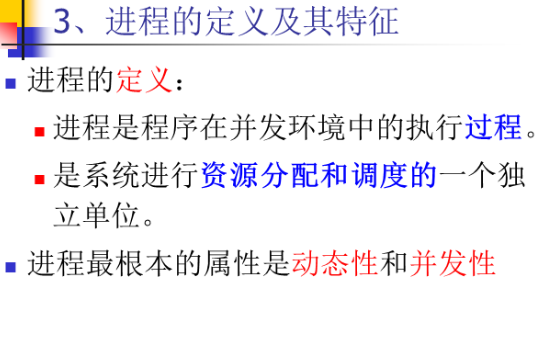 3、进程的定义及其特征
进程的定义：
进程是程序在并发环境中的执行过程。
是系统进行资源分配和调度的一个独
立单位。
进程最根本的属性是动态性和并发性